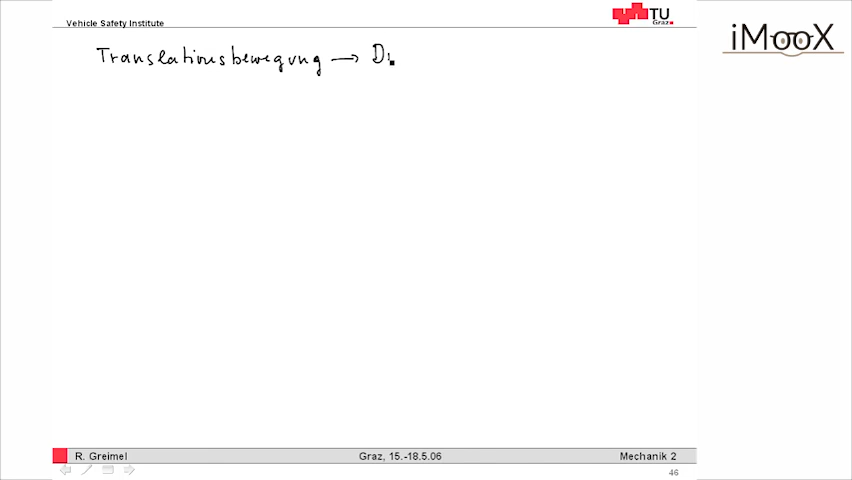 Vehicle Safety Institute
TU
Graz
iMooX
Translationsbewegung → D
R. Greimel
Graz, 15.-18.5.06
Mechanik 2
46